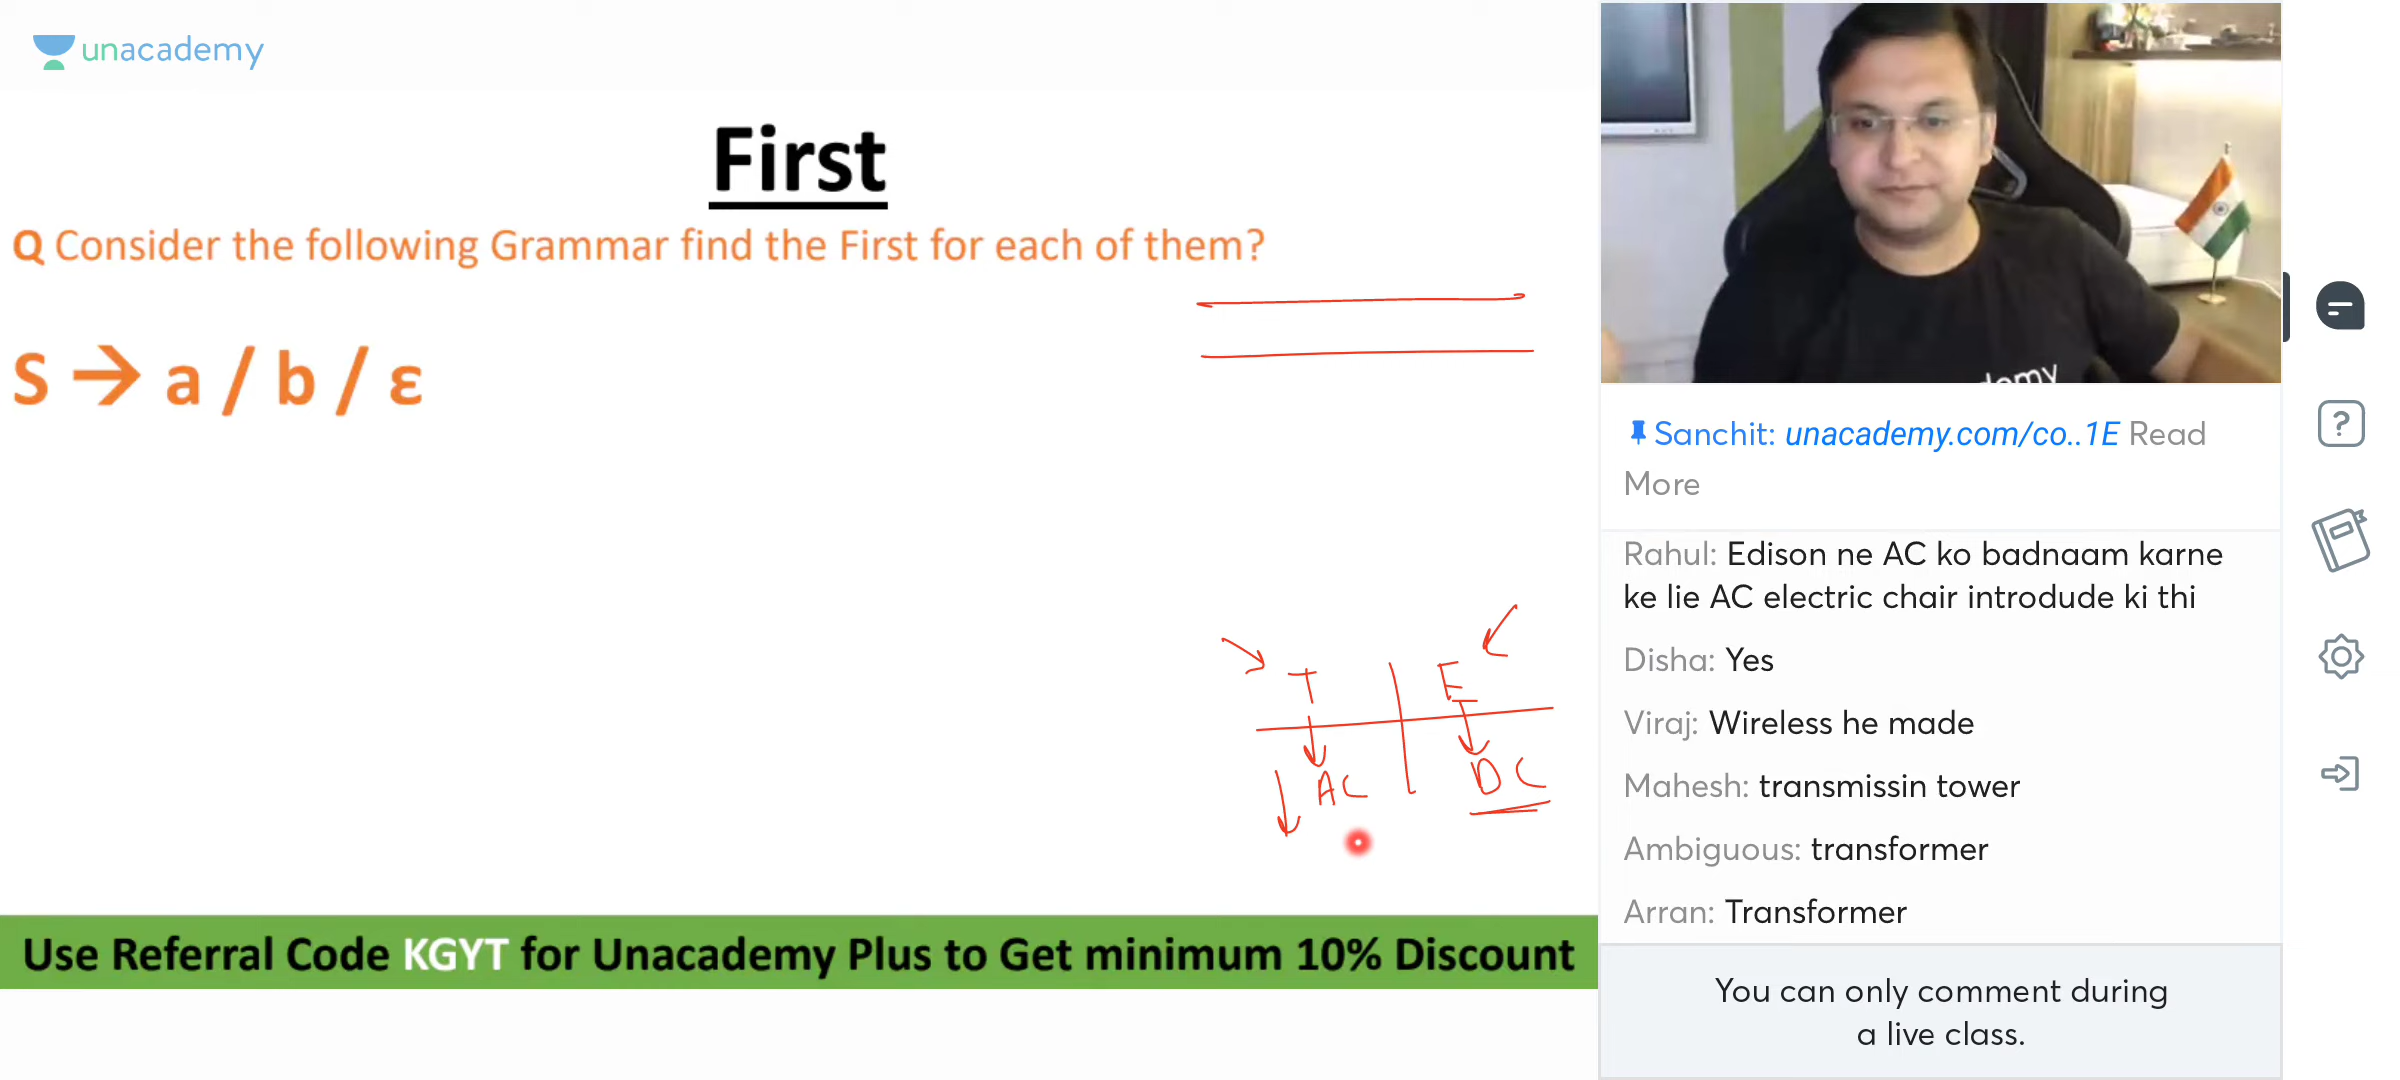 unacademy
First
Q Consider the following Grammar find the First for each of them?
S → a / b / ε
T E
AC DC
Use Referral Code KGYT for Unacademy Plus to Get minimum 10% Discount
Sanchit: unacademy.com/co..1E Read
More
Rahul: Edison ne AC ko badnaam karne
ke lie AC electric chair introdude ki thi
Disha: Yes
Viraj: Wireless he made
Mahesh: transmissin tower
Ambiguous: transformer
Arran: Transformer
You can only comment during
a live class.
?